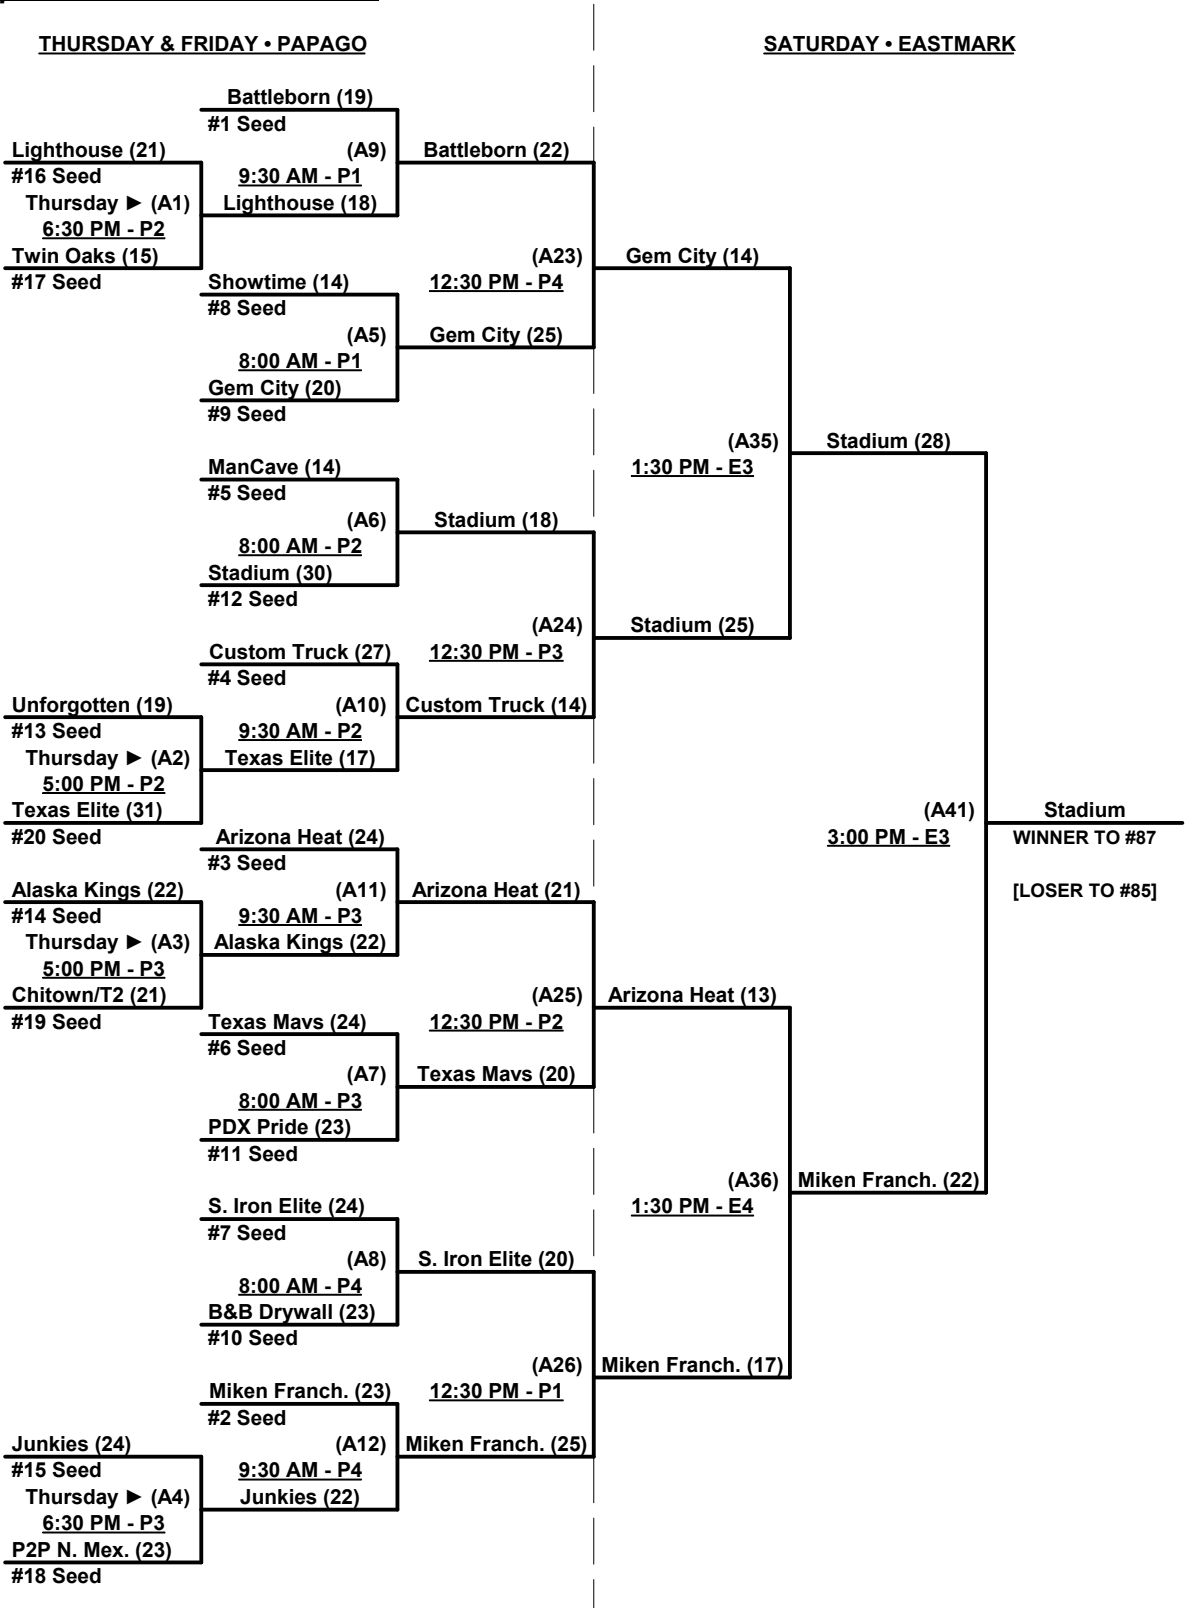 THURSDAY & FRIDAY • PAPAGO
SATURDAY • EASTMARK
Battleborn (19)
#1 Seed
Lighthouse (21)
(A9)
Battleborn (22)
#16 Seed
9:30 AM - P1
Thursday ► (A1)
Lighthouse (18)
6:30 PM - P2
Twin Oaks (15)
(A23)
Gem City (14)
#17 Seed
Showtime (14)
12:30 PM - P4
#8 Seed
(A5)
Gem City (25)
8:00 AM - P1
Gem City (20)
#9 Seed
(A35)
Stadium (28)
ManCave (14)
1:30 PM - E3
#5 Seed
(A6)
Stadium (18)
8:00 AM - P2
Stadium (30)
#12 Seed
(A24)
Stadium (25)
Custom Truck (27)
12:30 PM - P3
#4 Seed
Unforgotten (19)
(A10)
Custom Truck (14)
#13 Seed
9:30 AM - P2
Thursday ► (A2)
Texas Elite (17)
5:00 PM - P2
Texas Elite (31)
(A41)
Stadium
#20 Seed
Arizona Heat (24)
3:00 PM - E3
WINNER TO #87
#3 Seed
Alaska Kings (22)
(A11)
Arizona Heat (21)
[LOSER TO #85]
#14 Seed
9:30 AM - P3
Thursday ► (A3)
Alaska Kings (22)
5:00 PM - P3
Chitown/T2 (21)
(A25)
Arizona Heat (13)
#19 Seed
Texas Mavs (24)
12:30 PM - P2
#6 Seed
(A7)
Texas Mavs (20)
8:00 AM - P3
PDX Pride (23)
#11 Seed
(A36)
Miken Franch. (22)
S. Iron Elite (24)
1:30 PM - E4
#7 Seed
(A8)
S. Iron Elite (20)
8:00 AM - P4
B&B Drywall (23)
#10 Seed
(A26)
Miken Franch. (17)
Miken Franch. (23)
12:30 PM - P1
#2 Seed
Junkies (24)
(A12)
Miken Franch. (25)
#15 Seed
9:30 AM - P4
Thursday ► (A4)
Junkies (22)
6:30 PM - P3
P2P N. Mex. (23)
#18 Seed